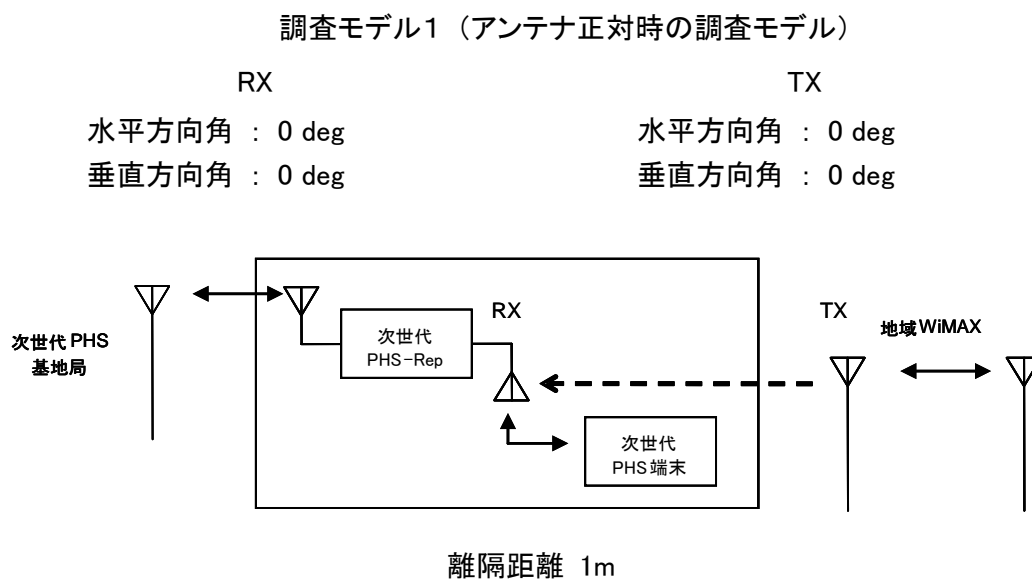 調査モデル１ （アンテナ正対時の調査モデル）
RX
水平方向角 ： 0 deg
垂直方向角 ： 0 deg
TX
水平方向角 ： 0 deg
垂直方向角 ： 0 deg
次世代 PHS
基地局
次世代
PHS-Rep
RX
次世代
PHS 端末
TX
地域WiMAX
離隔距離 1m